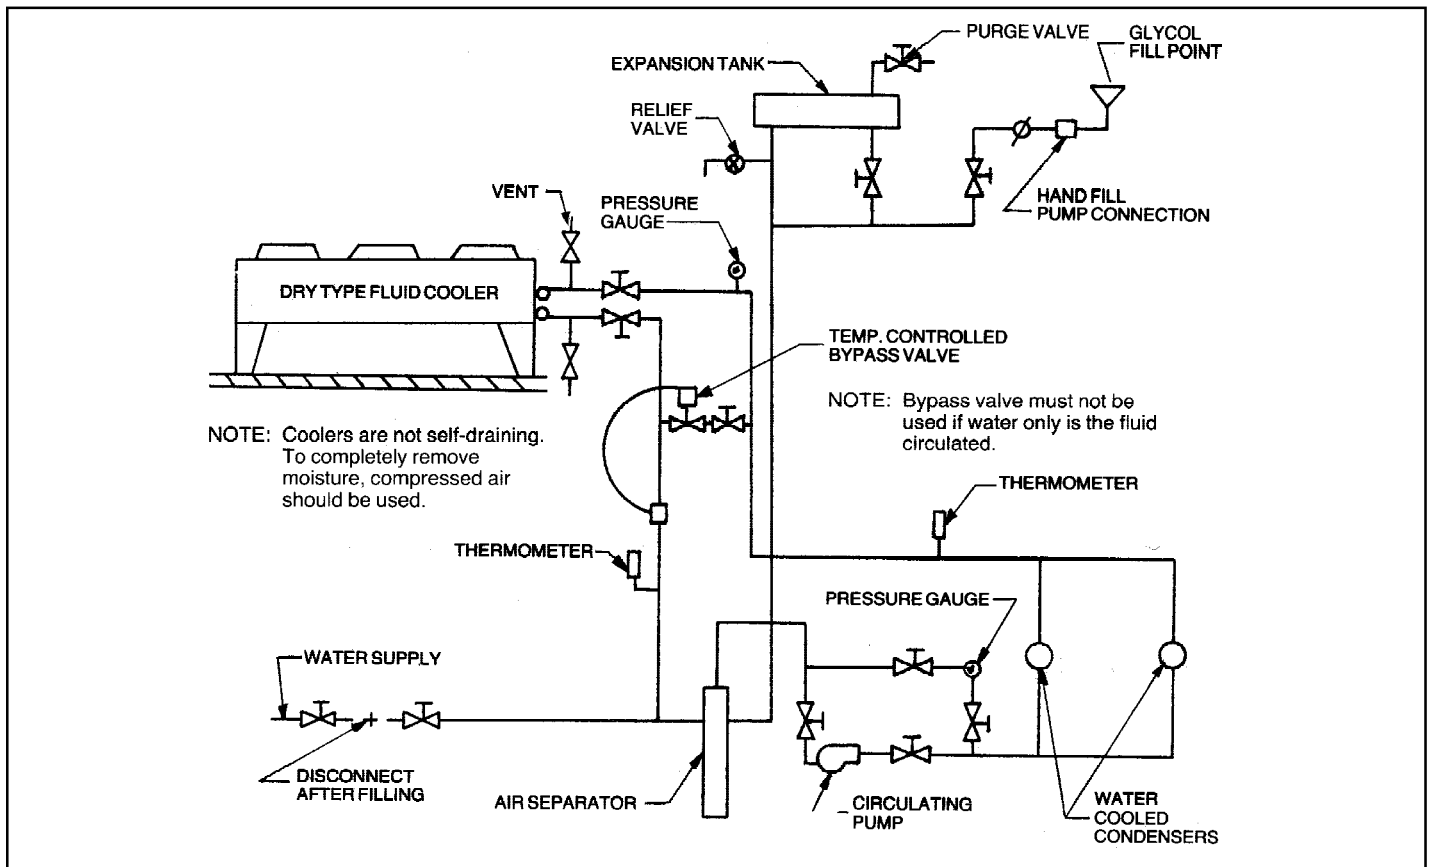 PURGE VALVE
GLYCOL
FILL POINT
EXPANSION TANK
RELIEF
VALVE
HAND FILL
PUMP CONNECTION
VENT
PRESSURE
GAUGE
DRY TYPE FLUID COOLER
TEMP. CONTROLLED
BYPASS VALVE
NOTE: Bypass valve must not be
used if water only is the fluid
circulated.
NOTE: Coolers are not self-draining.
To completely remove
moisture, compressed air
should be used.
THERMOMETER
THERMOMETER
PRESSURE GAUGE
WATER SUPPLY
DISCONNECT
AFTER FILLING
AIR SEPARATOR
CIRCULATING
PUMP
WATER
COOLED
CONDENSERS